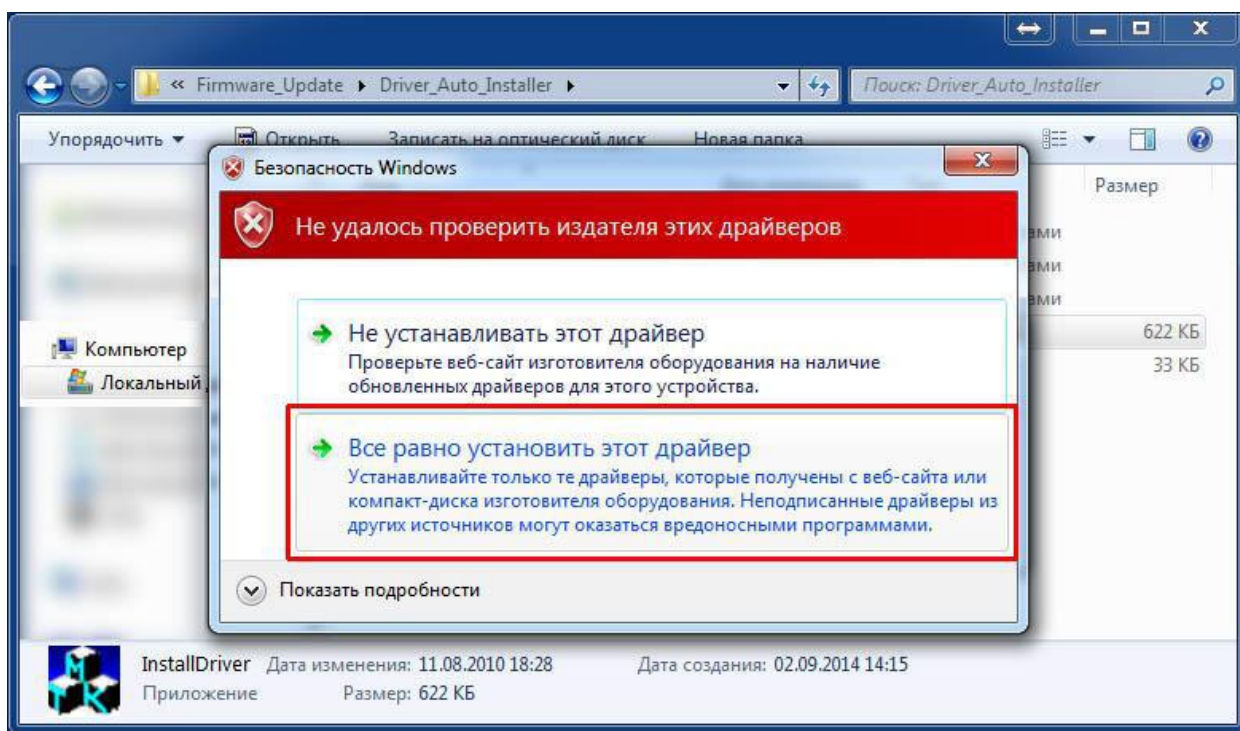 « Firmware_Update ▸ Driver_Auto_Installer ▸
Поиск: Driver_Auto_Installer
Упорядочить
Открыть
Записать на оптический диск
Новая папка
Безопасность Windows
Размер
Не удалось проверить издателя этих драйверов
ами
ами
ами
Не устанавливать этот драйвер
622 КБ
Компьютер
Проверьте веб-сайт изготовителя оборудования на наличие
33 КБ
Локальный
обновленных драйверов для этого устройства.
Все равно установить этот драйвер
Устанавливайте только те драйверы, которые получены с веб-сайта или
компакт-диска изготовителя оборудования. Неподписанные драйверы из
других источников могут оказаться вредоносными программами.
Показать подробности
InstallDriver Дата изменения: 11.08.2010 18:28 Дата создания: 02.09.2014 14:15
Приложение Размер: 622 КБ
MTK